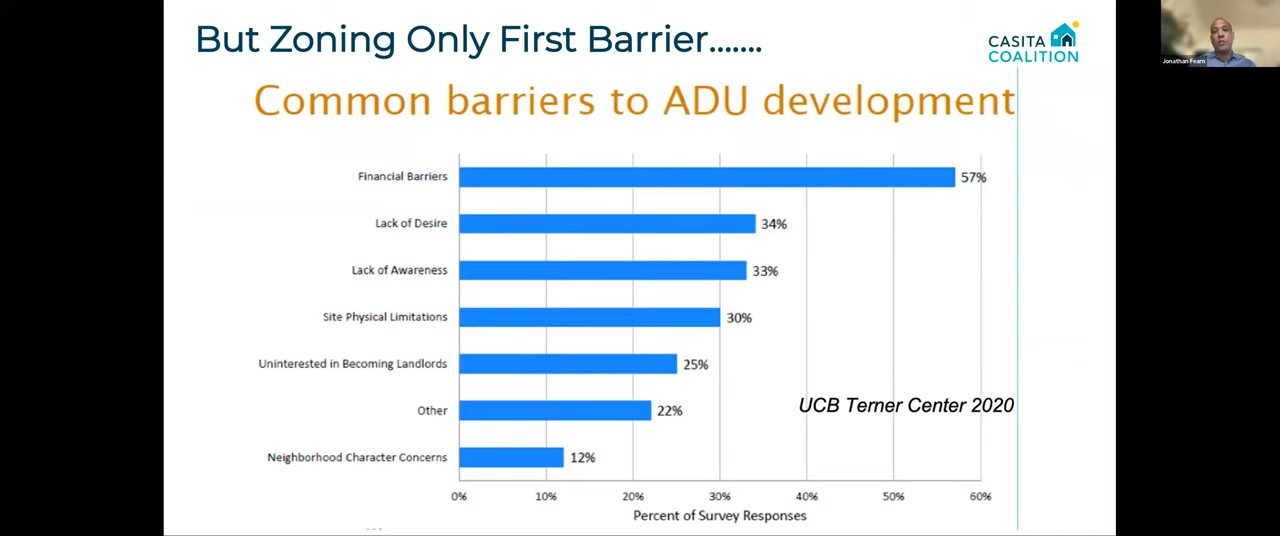 But Zoning Only First Barrier.......
CASITA
COALITION
Jonathan Fearn
Common barriers to ADU development
Financial Barriers
57%
Lack of Desire
34%
Lack of Awareness
33%
Site Physical Limitations
30%
Uninterested in Becoming Landlords
25%
Other
22%
UCB Terner Center 2020
Neighborhood Character Concerns
12%
0% 10% 20% 30% 40% 50% 60%
Percent of Survey Responses